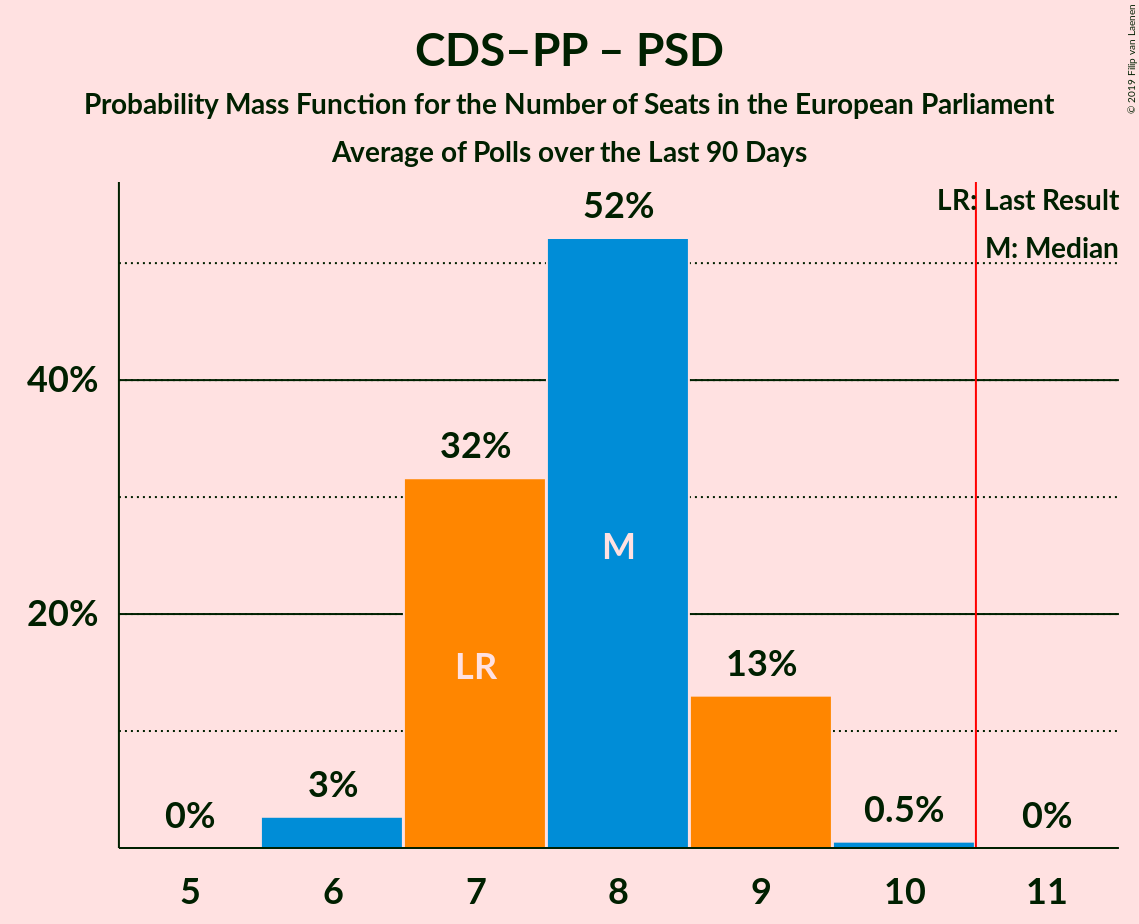 CDS–PP – PSD
Probability Mass Function for the Number of Seats in the European Parliament
Average of Polls over the Last 90 Days
© 2019 Filip van Laenen
LR: Last Result
M: Median
52%
40%
32%
M
20%
LR
13%
3%
0%
0.5%
0%
5 6 7 8 9 10 11